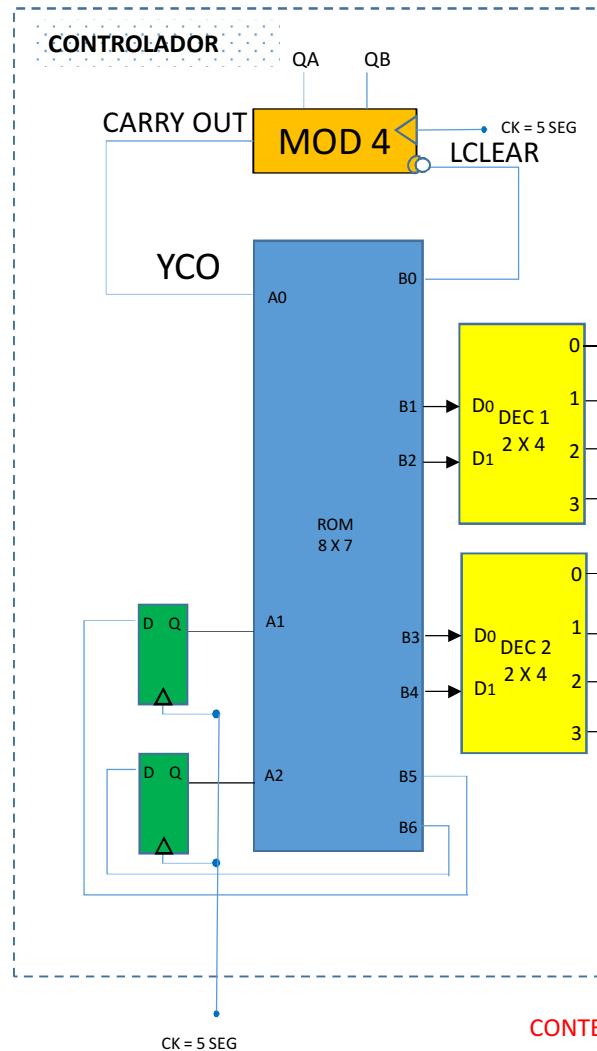 CONTROLADOR
QA QB
CARRY OUT
MOD 4
CK = 5 SEG
LCLEAR
YCO
A0
B0
0
B1
D0
DEC 1
1
B2
D1
2 X 4
2
3
ROM
8 X 7
0
D Q
A1
B3
D0
DEC 2
1
B4
D1
2 X 4
2
3
D Q
A2
B5
B6
CK = 5 SEG
CONTE